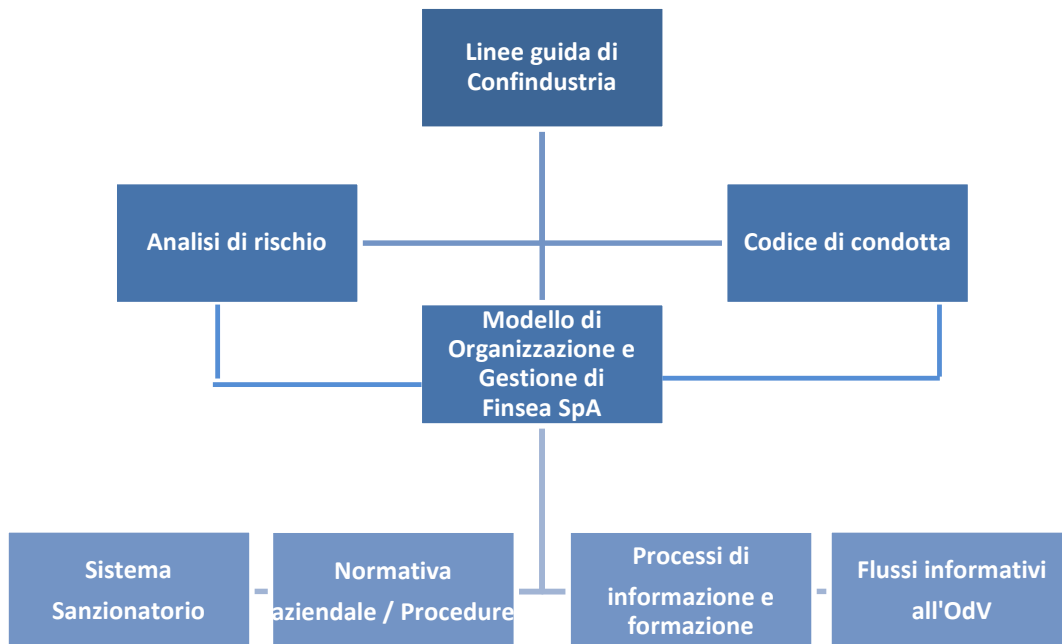 Linee guida di
Confindustria
Analisi di rischio
Codice di condotta
Modello di
Organizzazione e
Gestione di
Finsea SpA
Sistema
Sanzionatorio
Normativa
aziendale / Procedure
Processi di
informazione e
formazione
Flussi informativi
all'OdV